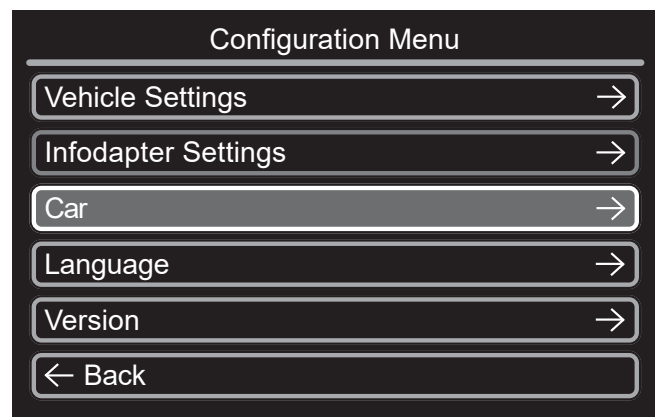 Configuration Menu
Vehicle Settings
Infodapter Settings
Car
Language
Version
Back